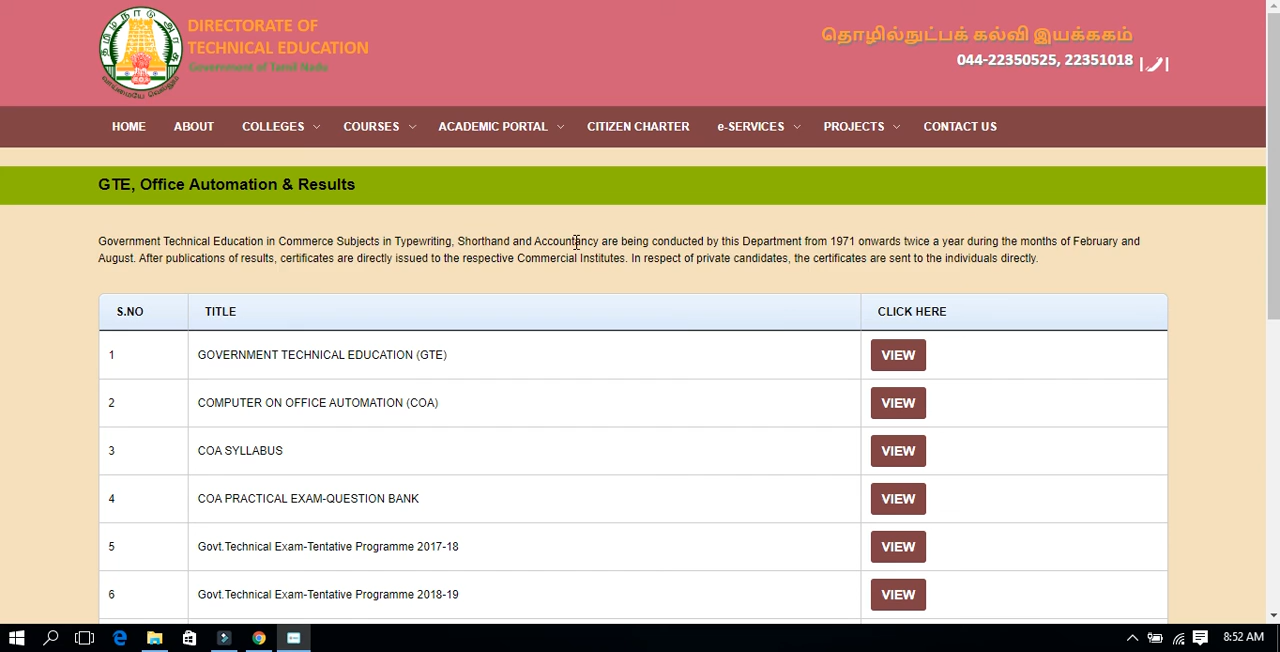 DIRECTORATE OF
TECHNICAL EDUCATION
Government of Tamil Nadu
தொழில்நுட்பக் கல்வி இயக்ககம்
044-22350525, 22351018
HOME ABOUT COLLEGES COURSES ACADEMIC PORTAL CITIZEN CHARTER e-SERVICES PROJECTS CONTACT US
GTE, Office Automation & Results
Government Technical Education in Commerce Subjects in Typewriting, Shorthand and Accountancy are being conducted by this Department from 1971 onwards twice a year during the months of February and
August. After publications of results, certificates are directly issued to the respective Commercial Institutes. In respect of private candidates, the certificates are sent to the individuals directly.
S.NO TITLE CLICK HERE
1 GOVERNMENT TECHNICAL EDUCATION (GTE) VIEW
2 COMPUTER ON OFFICE AUTOMATION (COA) VIEW
3 COA SYLLABUS VIEW
4 COA PRACTICAL EXAM-QUESTION BANK VIEW
5 Govt.Technical Exam-Tentative Programme 2017-18 VIEW
6 Govt.Technical Exam-Tentative Programme 2018-19 VIEW
8:52 AM